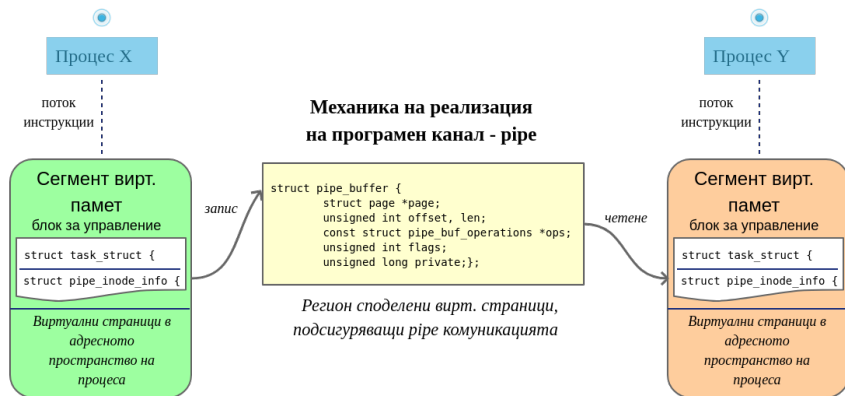 Процес X
поток
инструкции
Сегмент вирт.
памет
блок за управление
struct task_struct {
struct pipe_inode_info {
Виртуални страници в
адресното
пространство на
процеса
запис
Механика на реализация
на програмен канал - pipe
struct pipe_buffer {
struct page *page;
unsigned int offset, len;
const struct pipe_buf_operations *ops;
unsigned int flags;
unsigned long private;};
Регион споделени вирт. страници,
подсигуряващи pipe комуникацията
четене
Процес Y
поток
инструкции
Сегмент вирт.
памет
блок за управление
struct task_struct {
struct pipe_inode_info {
Виртуални страници в
адресното
пространство на
процеса